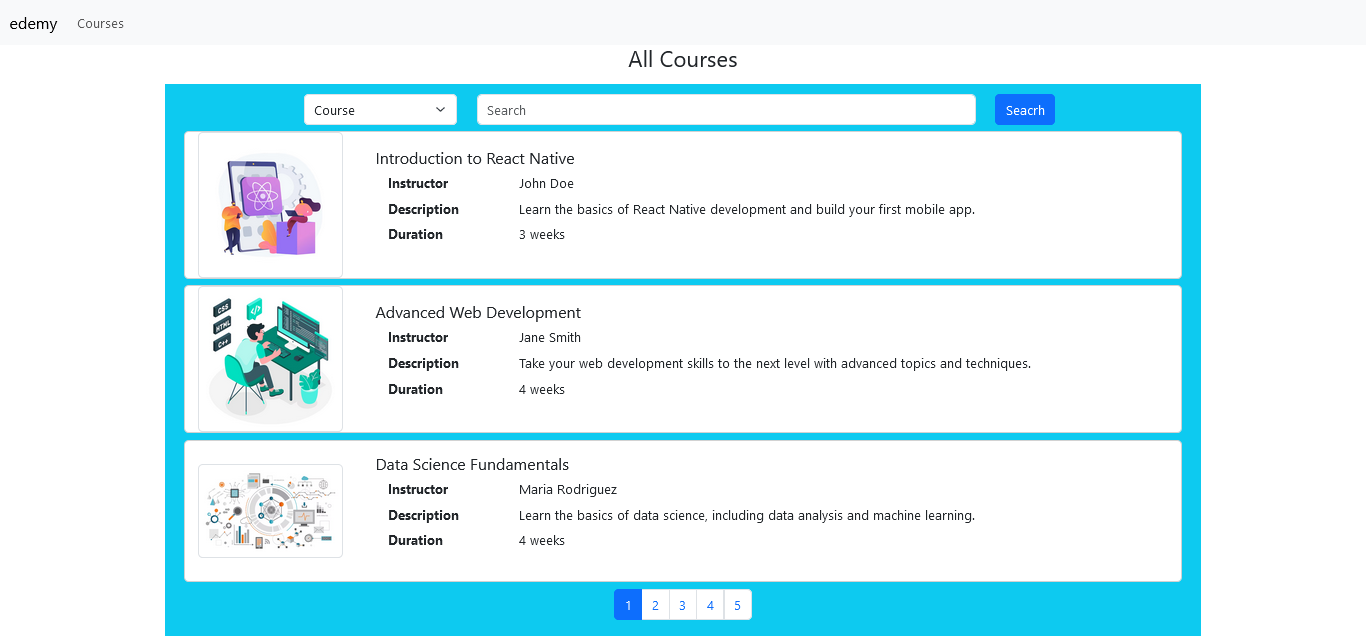 edemy Courses
All Courses
Course Search Seacrh
Introduction to React Native
Instructor John Doe
Description Learn the basics of React Native development and build your first mobile app.
Duration 3 weeks
CSS
HTML
C++
Advanced Web Development
Instructor Jane Smith
Description Take your web development skills to the next level with advanced topics and techniques.
Duration 4 weeks
Data Science Fundamentals
Instructor Maria Rodriguez
Description Learn the basics of data science, including data analysis and machine learning.
Duration 4 weeks
1 2 3 4 5